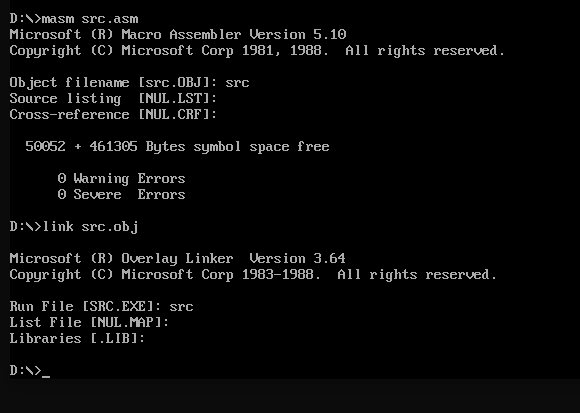 D:\>masm src.asm
Microsoft (R) Macro Assembler Version 5.10
Copyright (C) Microsoft Corp 1981, 1988.  All rights reserved.
Object filename [src.OBJ]: src
Source listing  [NUL.LST]:
Cross-reference [NUL.CRF]:
50052 + 461305 Bytes symbol space free
0 Warning Errors
0 Severe  Errors
D:\>link src.obj
Microsoft (R) Overlay Linker  Version 3.64
Copyright (C) Microsoft Corp 1983-1988.  All rights reserved.
Run File [SRC.EXE]: src
List File [NUL.MAP]:
Libraries [.LIB]:
D:\>_